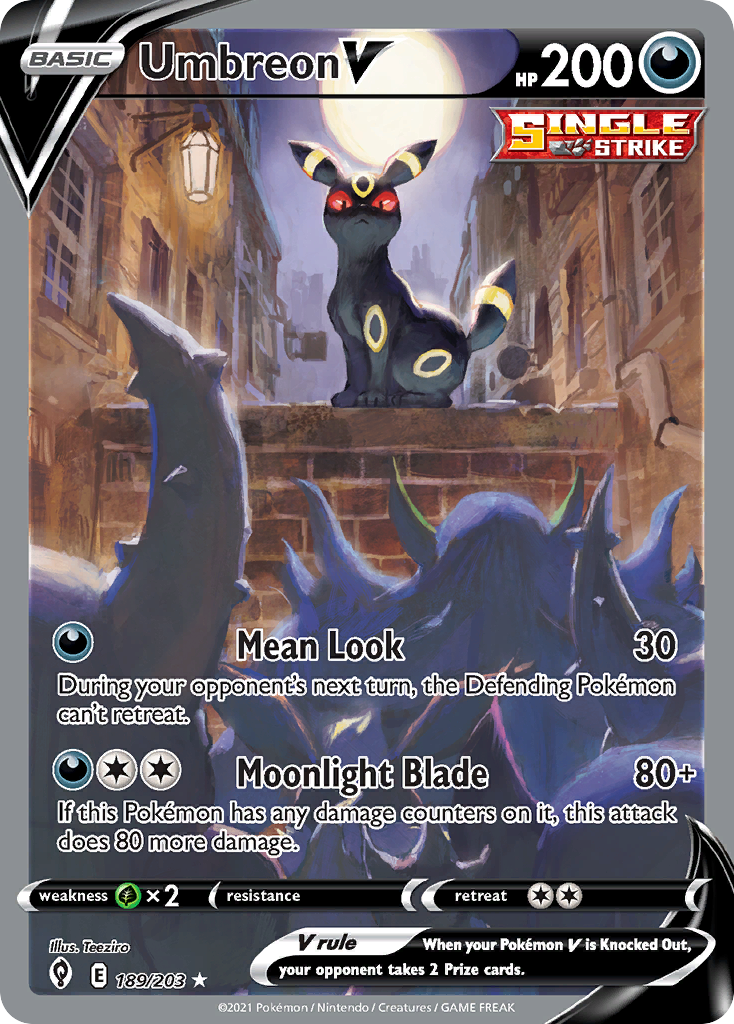 BASIC
Umbreon V
HP 200
SINGLE
STRIKE
Mean Look 30
During your opponent's next turn, the Defending Pokémon
can't retreat.
Moonlight Blade 80+
If this Pokémon has any damage counters on it, this attack
does 80 more damage.
weakness ×2 resistance retreat
Illus. Teeziro
V rule When your Pokémon V is Knocked Out,
your opponent takes 2 Prize cards.
E 189/203
©2021 Pokémon / Nintendo / Creatures / GAME FREAK